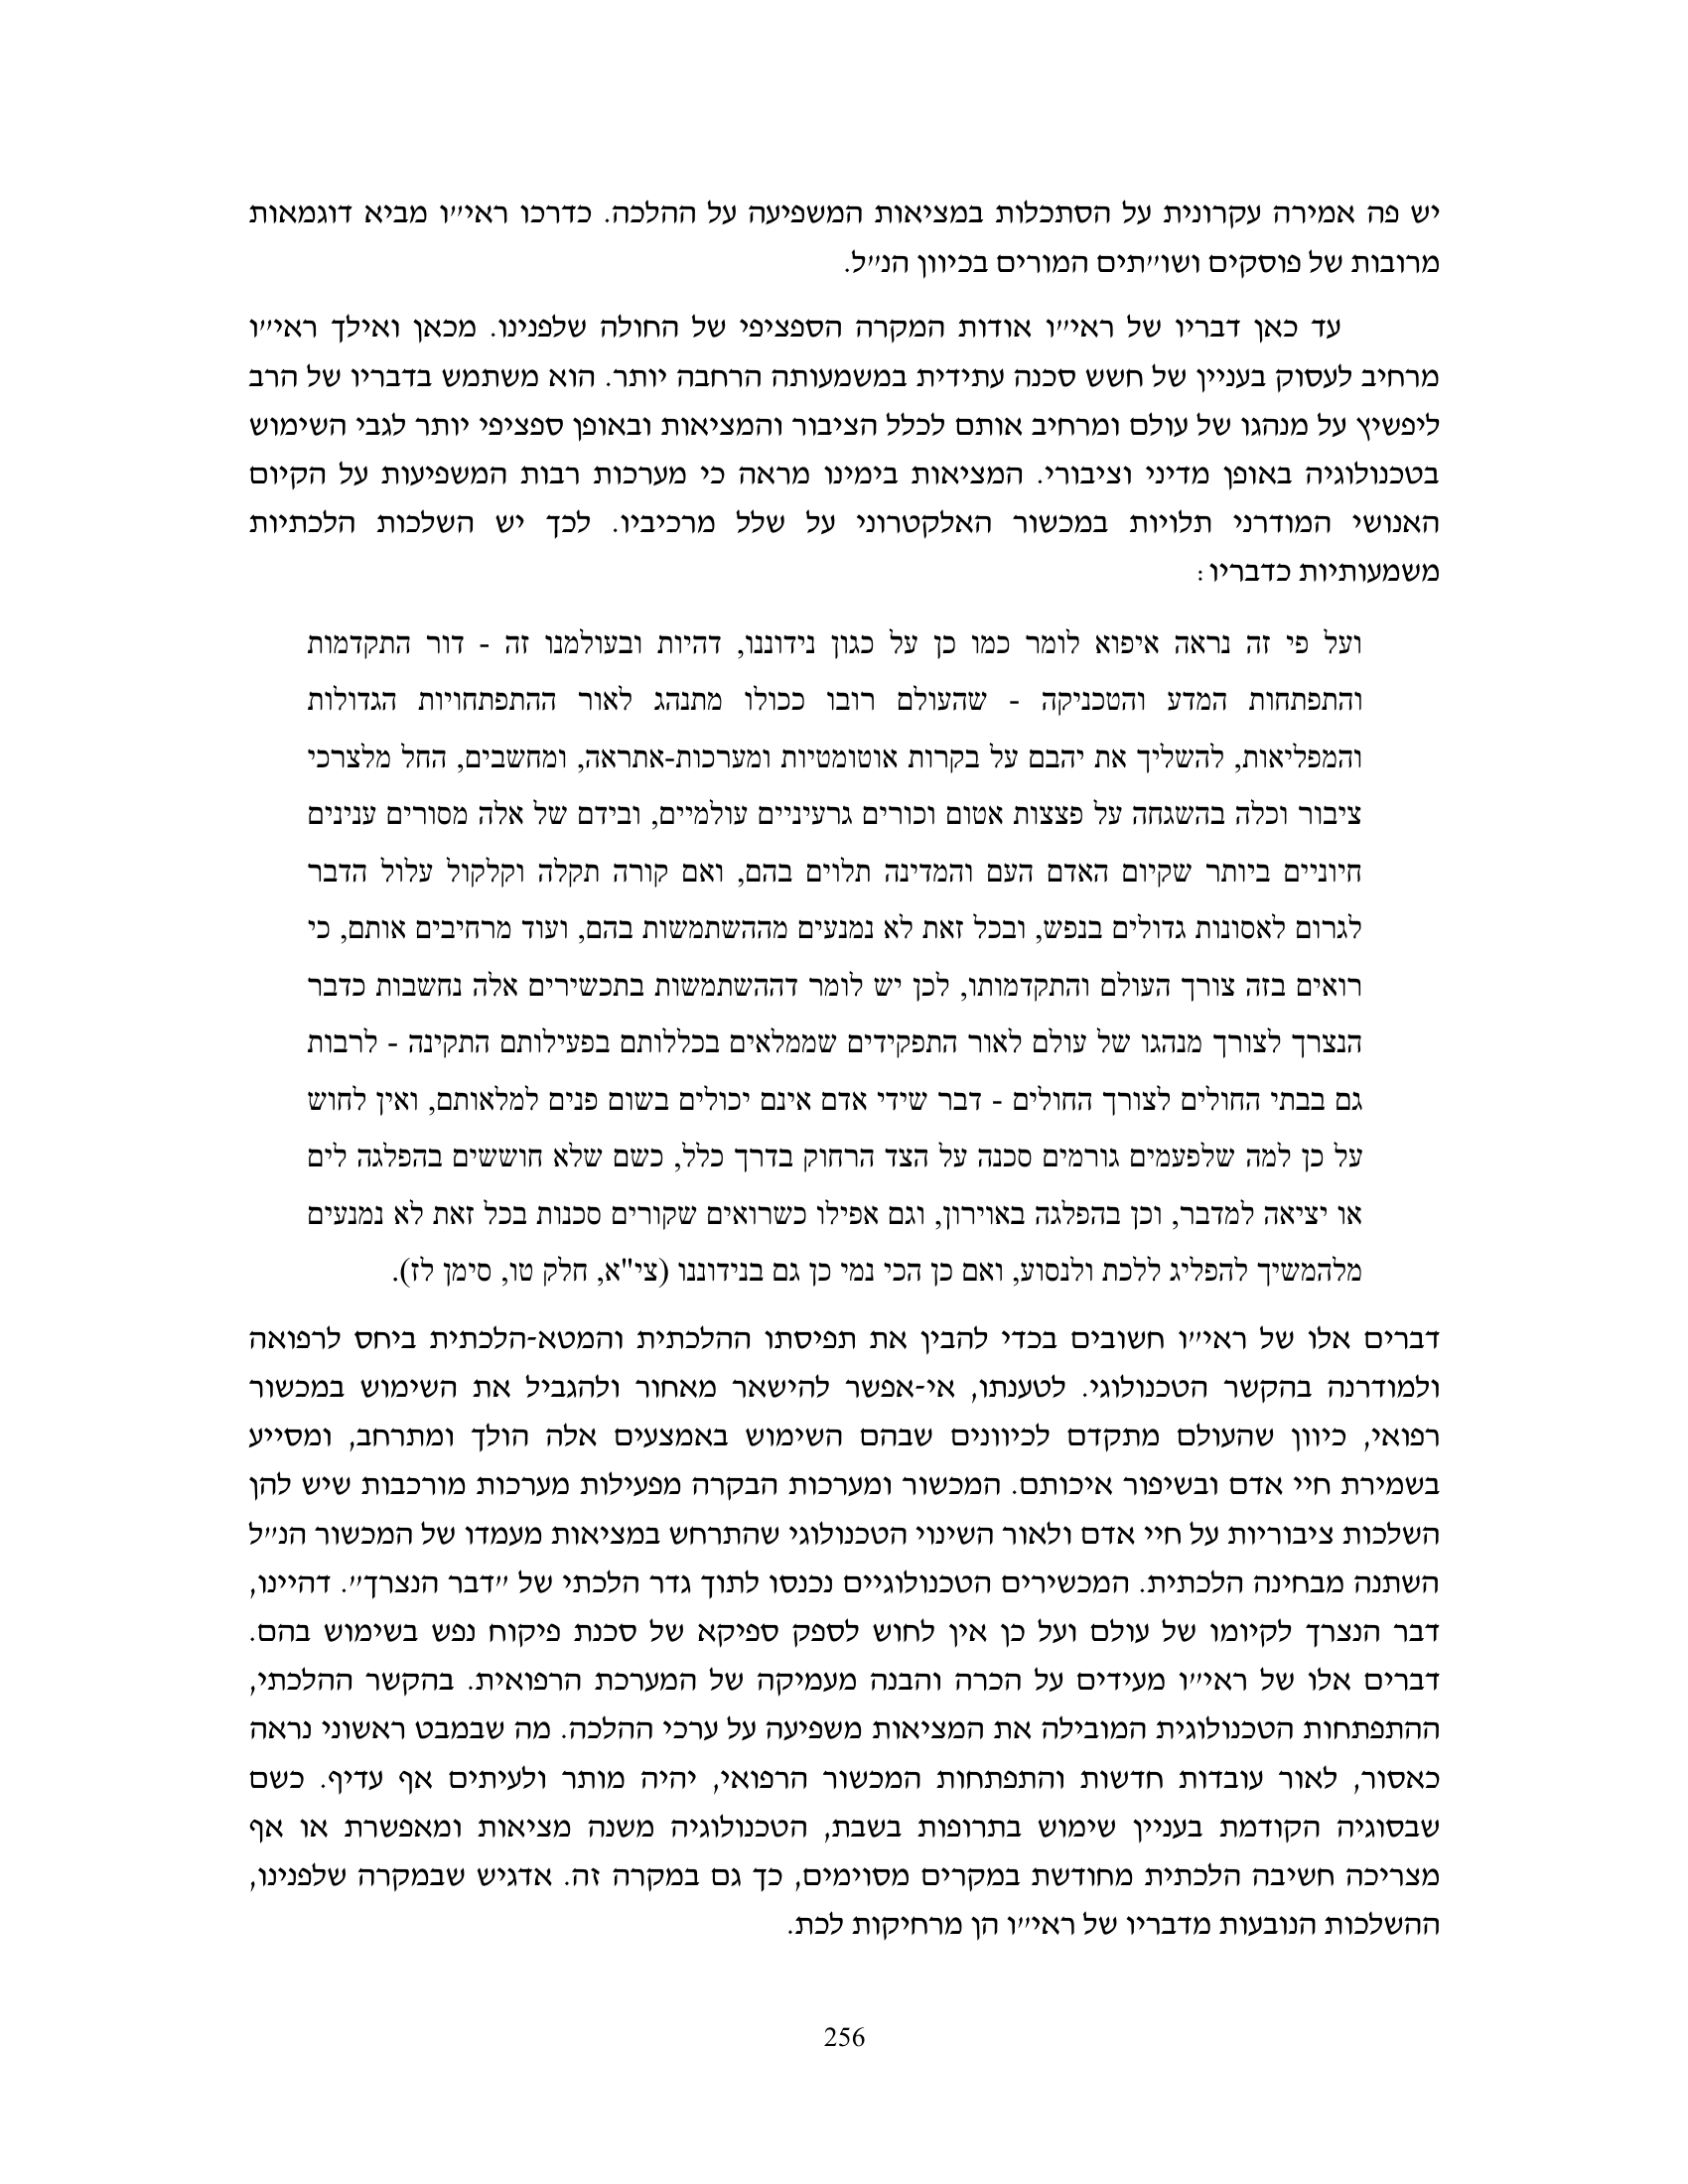 יש פה אמירה עקרונית על הסתכלות במציאות המשפיעה על ההלכה. כדרכו ראי״ו מביא דוגמאות
מרובות של פוסקים ושו״תים המורים בכיוון הנ״ל.
עד כאן דבריו של ראי״ו אודות המקרה הספציפי של החולה שלפנינו. מכאן ואילך ראי״ו
מרחיב לעסוק בעניין של חשש סכנה עתידית במשמעותה הרחבה יותר. הוא משתמש בדבריו של הרב
ליפשיץ על מנהגו של עולם ומרחיב אותם לכלל הציבור והמציאות ובאופן ספציפי יותר לגבי השימוש
בטכנולוגיה באופן מדיני וציבורי. המציאות בימינו מראה כי מערכות רבות המשפיעות על הקיום
האנושי המודרני תלויות במכשור האלקטרוני על שלל מרכיביו. לכך יש השלכות הלכתיות
משמעותיות כדבריו:
ועל פי זה נראה איפוא לומר כמו כן על כגון נידוננו, דהיות ובעולמנו זה - דור התקדמות
והתפתחות המדע והטכניקה - שהעולם רובו ככולו מתנהג לאור ההתפתחויות הגדולות
והמפליאות, להשליך את יהבם על בקרות אוטומטיות ומערכות-אתראה, ומחשבים, החל מלצרכי
ציבור וכלה בהשגחה על פצצות אטום וכורים גרעיניים עולמיים, ובידם של אלה מסורים ענינים
חיוניים ביותר שקיום האדם העם והמדינה תלוים בהם, ואם קורה תקלה וקלקול עלול הדבר
לגרום לאסונות גדולים בנפש, ובכל זאת לא נמנעים מההשתמשות בהם, ועוד מרחיבים אותם, כי
רואים בזה צורך העולם והתקדמותו, לכן יש לומר דההשתמשות בתכשירים אלה נחשבות כדבר
הנצרך לצורך מנהגו של עולם לאור התפקידים שממלאים בכללותם בפעילותם התקינה - לרבות
גם בבתי החולים לצורך החולים - דבר שידי אדם אינם יכולים בשום פנים למלאותם, ואין לחוש
על כן למה שלפעמים גורמים סכנה על הצד הרחוק בדרך כלל, כשם שלא חוששים בהפלגה לים
או יציאה למדבר, וכן בהפלגה באוירון, וגם אפילו כשרואים שקורים סכנות בכל זאת לא נמנעים
מלהמשיך להפליג ללכת ולנסוע, ואם כן הכי נמי כן גם בנידוננו (צי"א, חלק טו, סימן לז).
דברים אלו של ראי״ו חשובים בכדי להבין את תפיסתו ההלכתית והמטא-הלכתית ביחס לרפואה
ולמודרנה בהקשר הטכנולוגי. לטענתו, אי-אפשר להישאר מאחור ולהגביל את השימוש במכשור
רפואי, כיוון שהעולם מתקדם לכיוונים שבהם השימוש באמצעים אלה הולך ומתרחב, ומסייע
בשמירת חיי אדם ובשיפור איכותם. המכשור ומערכות הבקרה מפעילות מערכות מורכבות שיש להן
השלכות ציבוריות על חיי אדם ולאור השינוי הטכנולוגי שהתרחש במציאות מעמדו של המכשור הנ״ל
השתנה מבחינה הלכתית. המכשירים הטכנולוגיים נכנסו לתוך גדר הלכתי של ״דבר הנצרך״. דהיינו,
דבר הנצרך לקיומו של עולם ועל כן אין לחוש לספק ספיקא של סכנת פיקוח נפש בשימוש בהם.
דברים אלו של ראי״ו מעידים על הכרה והבנה מעמיקה של המערכת הרפואית. בהקשר ההלכתי,
ההתפתחות הטכנולוגית המובילה את המציאות משפיעה על ערכי ההלכה. מה שבמבט ראשוני נראה
כאסור, לאור עובדות חדשות והתפתחות המכשור הרפואי, יהיה מותר ולעיתים אף עדיף. כשם
שבסוגיה הקודמת בעניין שימוש בתרופות בשבת, הטכנולוגיה משנה מציאות ומאפשרת או אף
מצריכה חשיבה הלכתית מחודשת במקרים מסוימים, כך גם במקרה זה. אדגיש שבמקרה שלפנינו,
ההשלכות הנובעות מדבריו של ראי״ו הן מרחיקות לכת.
256